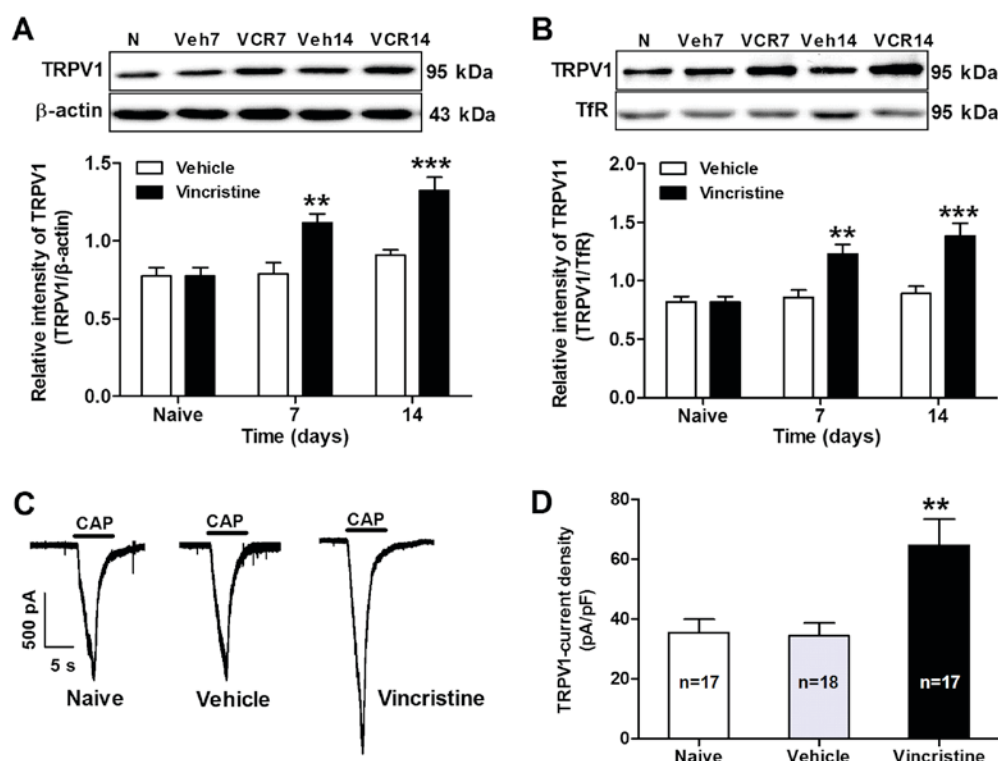 A
N Veh7 VCR7 Veh14 VCR14
TRPV1 95 kDa
β-actin 43 kDa
Relative intensity of TRPV1
(TRPV1/β-actin)
1.5
1.0
0.5
0.0
Vehicle
Vincristine
** ***
Naive 7 14
Time (days)
B
N Veh7 VCR7 Veh14 VCR14
TRPV1 95 kDa
TfR 95 kDa
Relative intensity of TRPV11
(TRPV1/TfR)
2.0
1.5
1.0
0.5
0.0
Vehicle
Vincristine
** ***
Naive 7 14
Time (days)
C
CAP CAP CAP
500 pA
5 s
Naive Vehicle Vincristine
D
TRPV1-current density
(pA/pF)
80
60
40
20
0
**
n=17 n=18 n=17
Naive Vehicle Vincristine